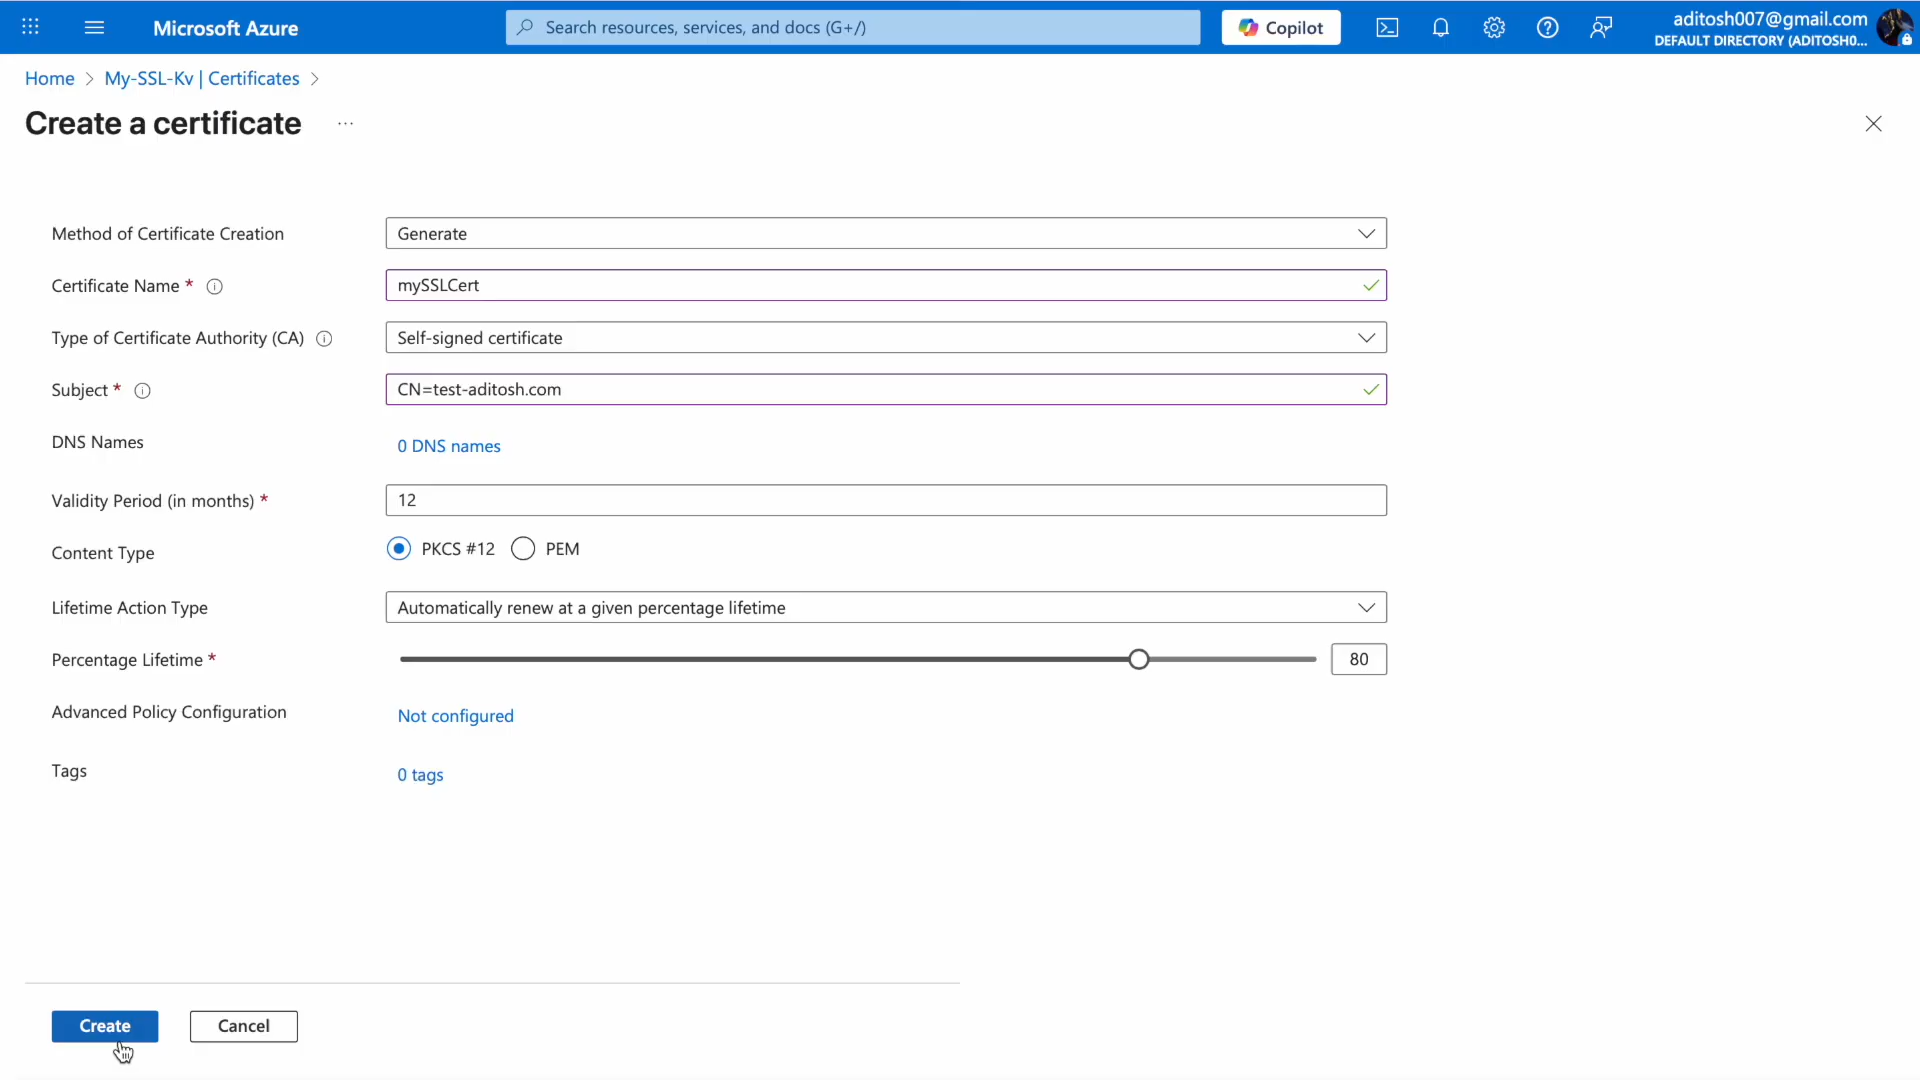 Microsoft Azure
Search resources, services, and docs (G+/)
Copilot
aditosh007@gmail.com
DEFAULT DIRECTORY (ADITOSH0...
Home > My-SSL-Kv | Certificates >
Create a certificate ...
Method of Certificate Creation
Generate
Certificate Name *
mySSLCert
Type of Certificate Authority (CA)
Self-signed certificate
Subject *
CN=test-aditosh.com
DNS Names
0 DNS names
Validity Period (in months) *
12
Content Type
PKCS #12 PEM
Lifetime Action Type
Automatically renew at a given percentage lifetime
Percentage Lifetime *
80
Advanced Policy Configuration
Not configured
Tags
0 tags
Create Cancel